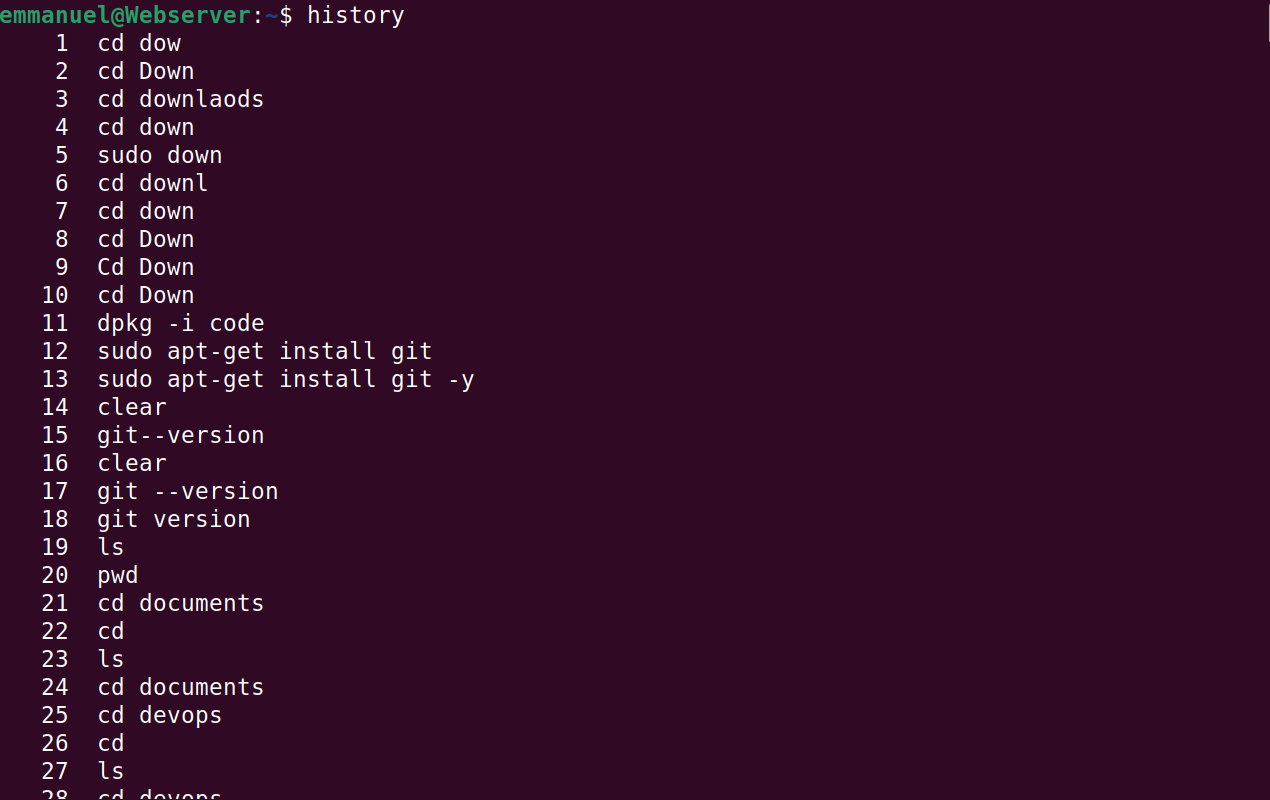 emmanuel@Webserver:~$ history
1 cd dow
2 cd Down
3 cd downlaods
4 cd down
5 sudo down
6 cd downl
7 cd down
8 cd Down
9 Cd Down
10 cd Down
11 dpkg -i code
12 sudo apt-get install git
13 sudo apt-get install git -y
14 clear
15 git--version
16 clear
17 git --version
18 git version
19 ls
20 pwd
21 cd documents
22 cd
23 ls
24 cd documents
25 cd devops
26 cd
27 ls
28 cd devops